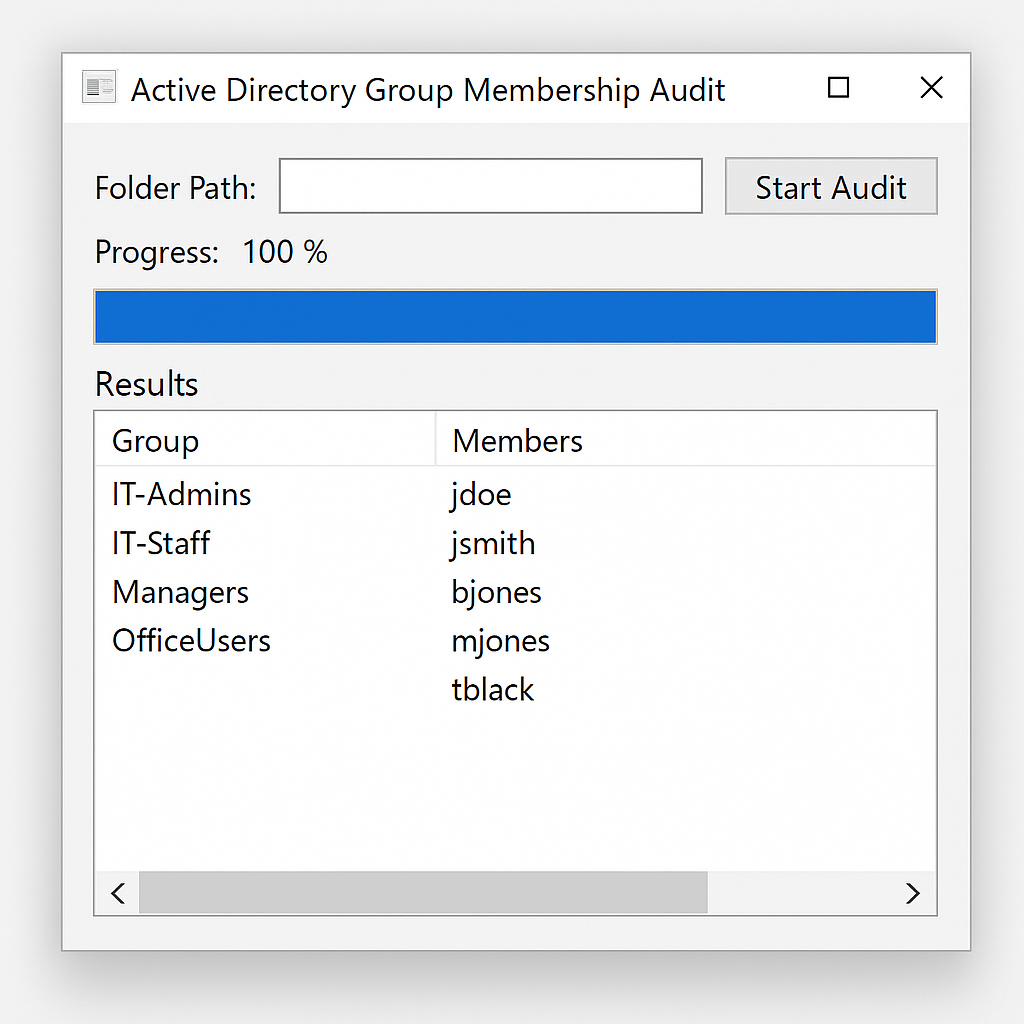 Active Directory Group Membership Audit
Folder Path: Start Audit
Progress: 100 %
Results
Group Members
IT-Admins jdoe
IT-Staff jsmith
Managers bjones
OfficeUsers mjones
tblack